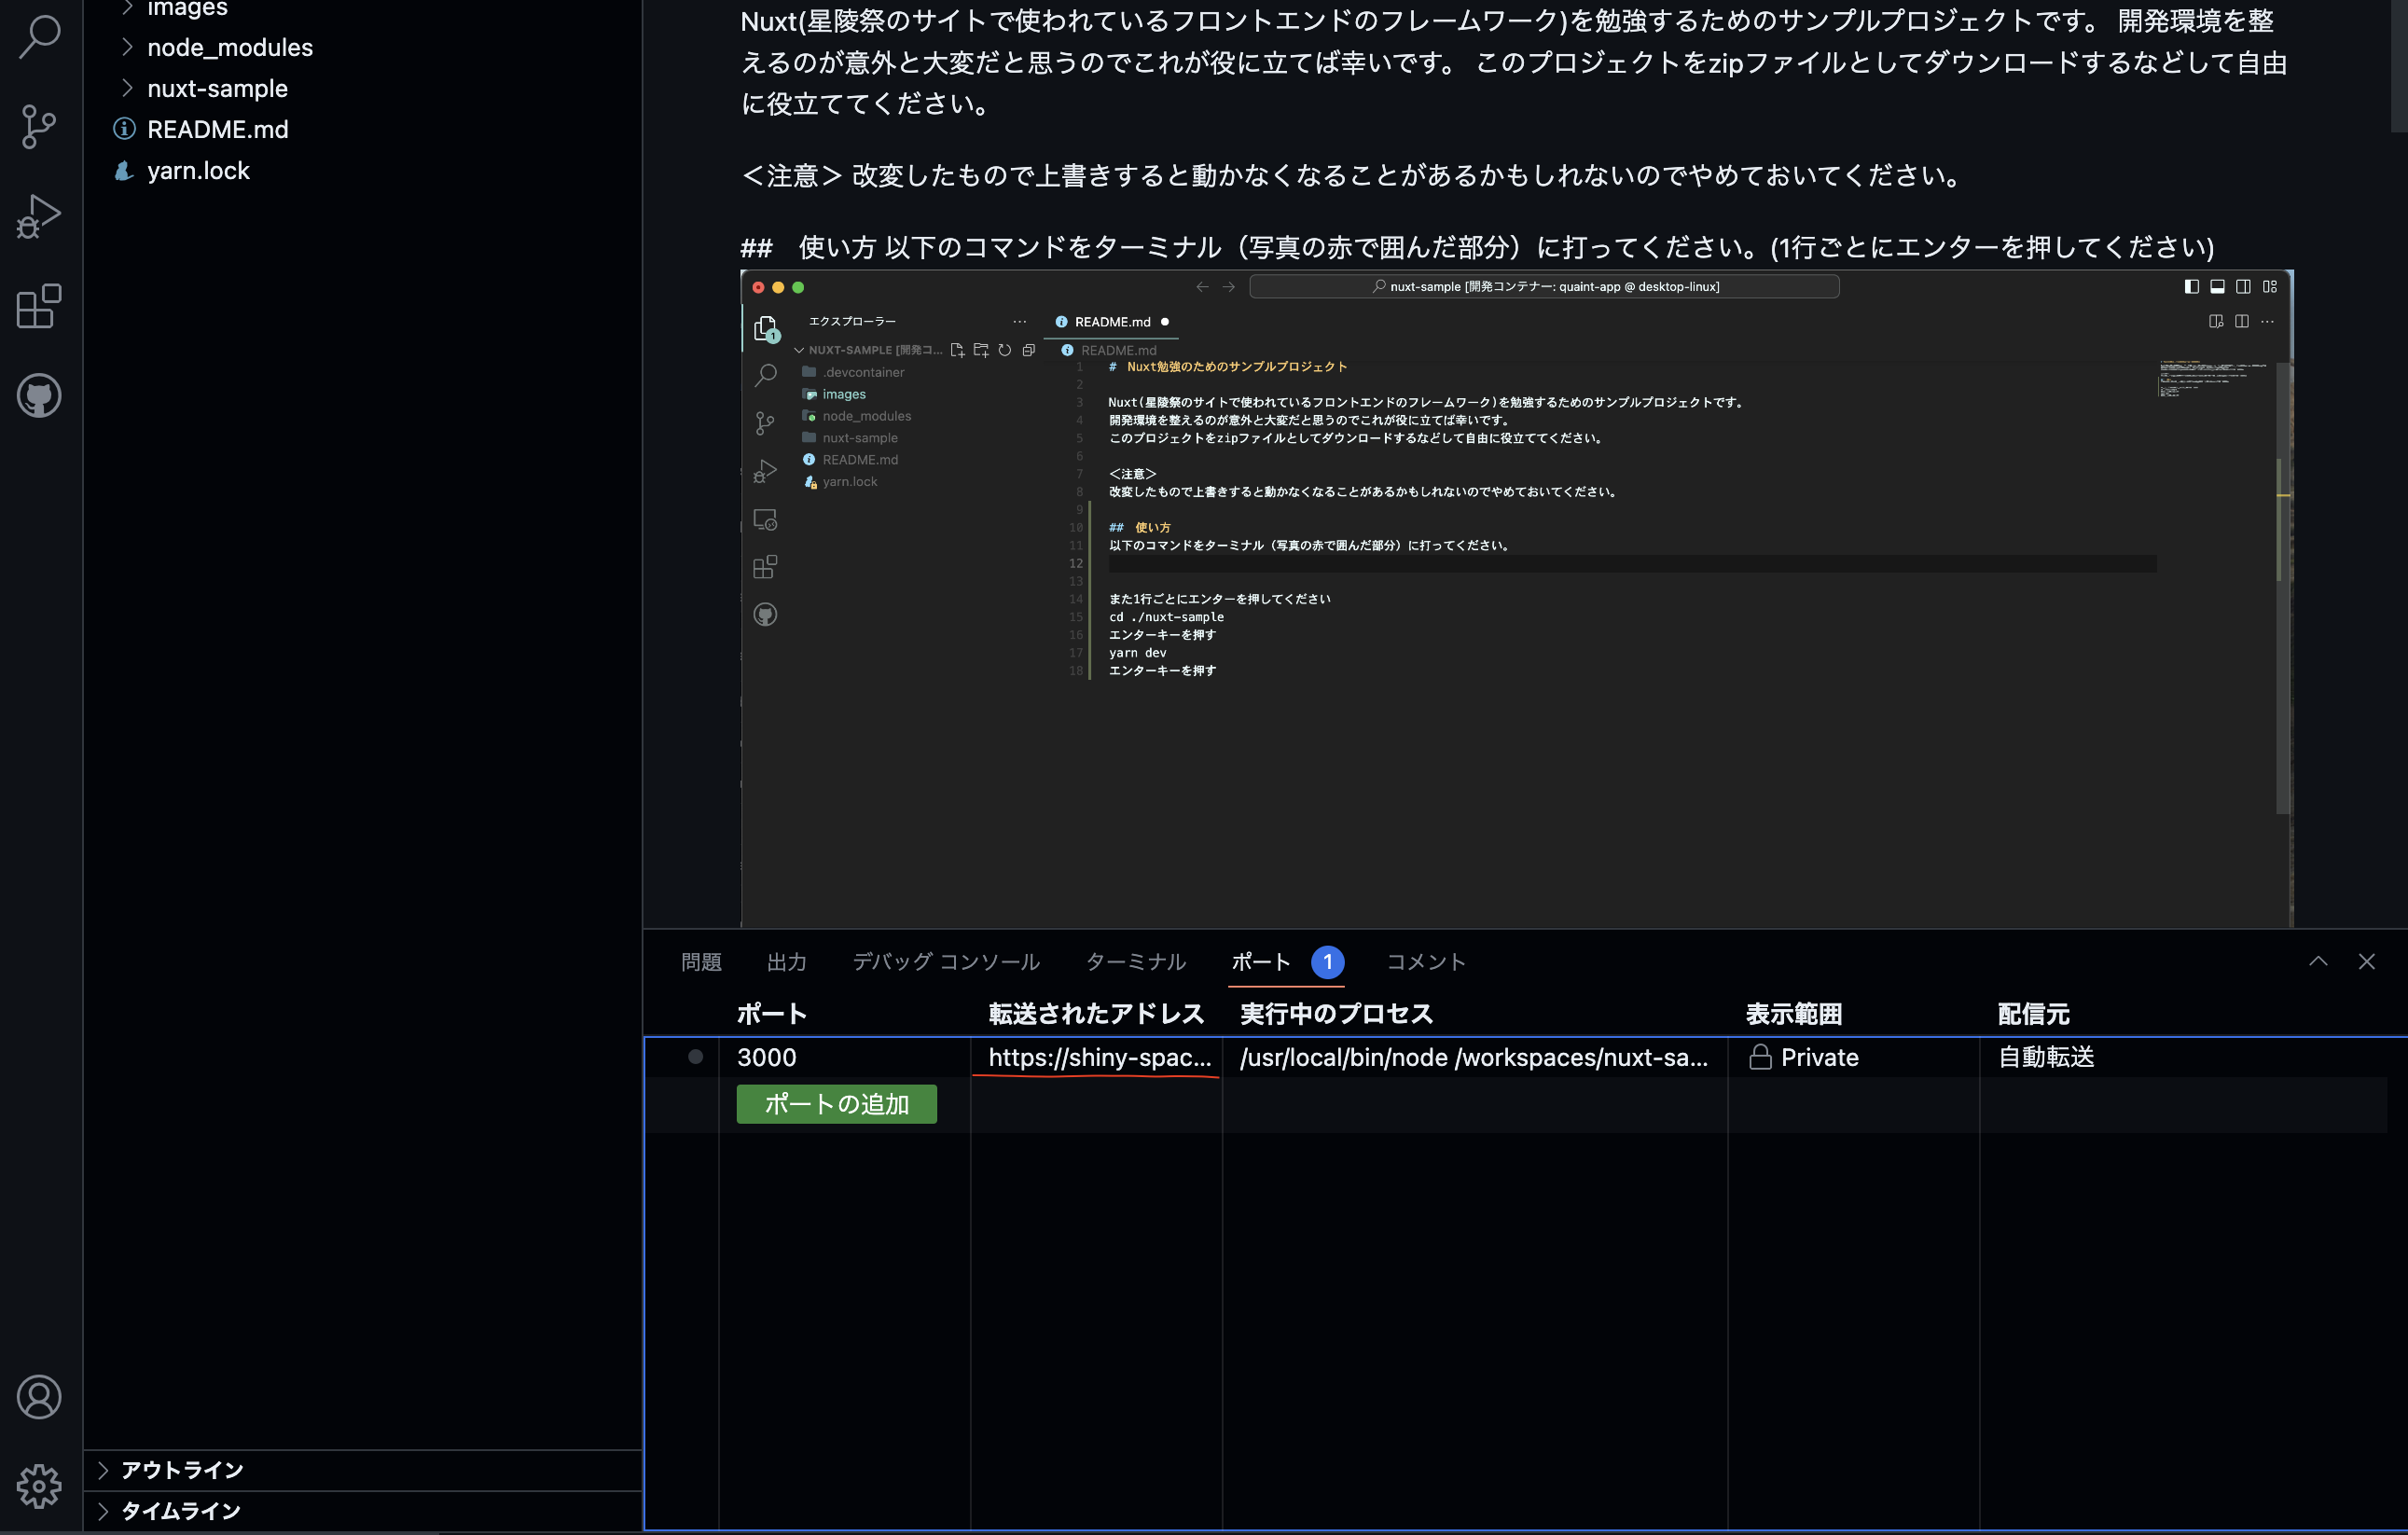 images
node_modules
nuxt-sample
README.md
yarn.lock
アウトライン
タイムライン
Nuxt(星陵祭のサイトで使われているフロントエンドのフレームワーク)を勉強するためのサンプルプロジェクトです。 開発環境を整
えるのが意外と大変だと思うのでこれが役に立てば幸いです。 このプロジェクトをzipファイルとしてダウンロードするなどして自由
に役立ててください。
＜注意＞ 改変したもので上書きすると動かなくなることがあるかもしれないのでやめておいてください。
##　使い方 以下のコマンドをターミナル（写真の赤で囲んだ部分）に打ってください。(1行ごとにエンターを押してください)
nuxt-sample [開発コンテナー: quaint-app @ desktop-linux]
エクスプローラー
README.md
NUXT-SAMPLE [開発コ...
README.md
1
.devcontainer
images
node_modules
nuxt-sample
README.md
yarn.lock
1 #　Nuxt勉強のためのサンプルプロジェクト
2
3 Nuxt(星陵祭のサイトで使われているフロントエンドのフレームワーク)を勉強するためのサンプルプロジェクトです。
4 開発環境を整えるのが意外と大変だと思うのでこれが役に立てば幸いです。
5 このプロジェクトをzipファイルとしてダウンロードするなどして自由に役立ててください。
6
7 ＜注意＞
8 改変したもので上書きすると動かなくなることがあるかもしれないのでやめておいてください。
9
10 ##　使い方
11 以下のコマンドをターミナル（写真の赤で囲んだ部分）に打ってください。
12
13
14 また1行ごとにエンターを押してください
15 cd ./nuxt-sample
16 エンターキーを押す
17 yarn dev
18 エンターキーを押す
問題 出力 デバッグ コンソール ターミナル ポート 1 コメント
ポート 転送されたアドレス 実行中のプロセス 表示範囲 配信元
3000 https://shiny-spac... /usr/local/bin/node /workspaces/nuxt-sa... Private 自動転送
ポートの追加